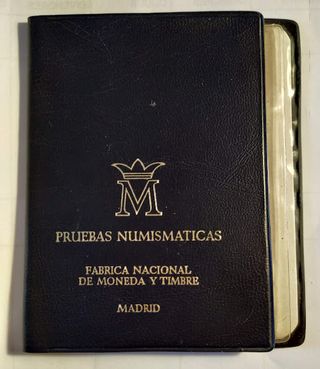 M
PRUEBAS NUMISMATICAS
FABRICA NACIONAL
DE MONEDA Y TIMBRE
MADRID